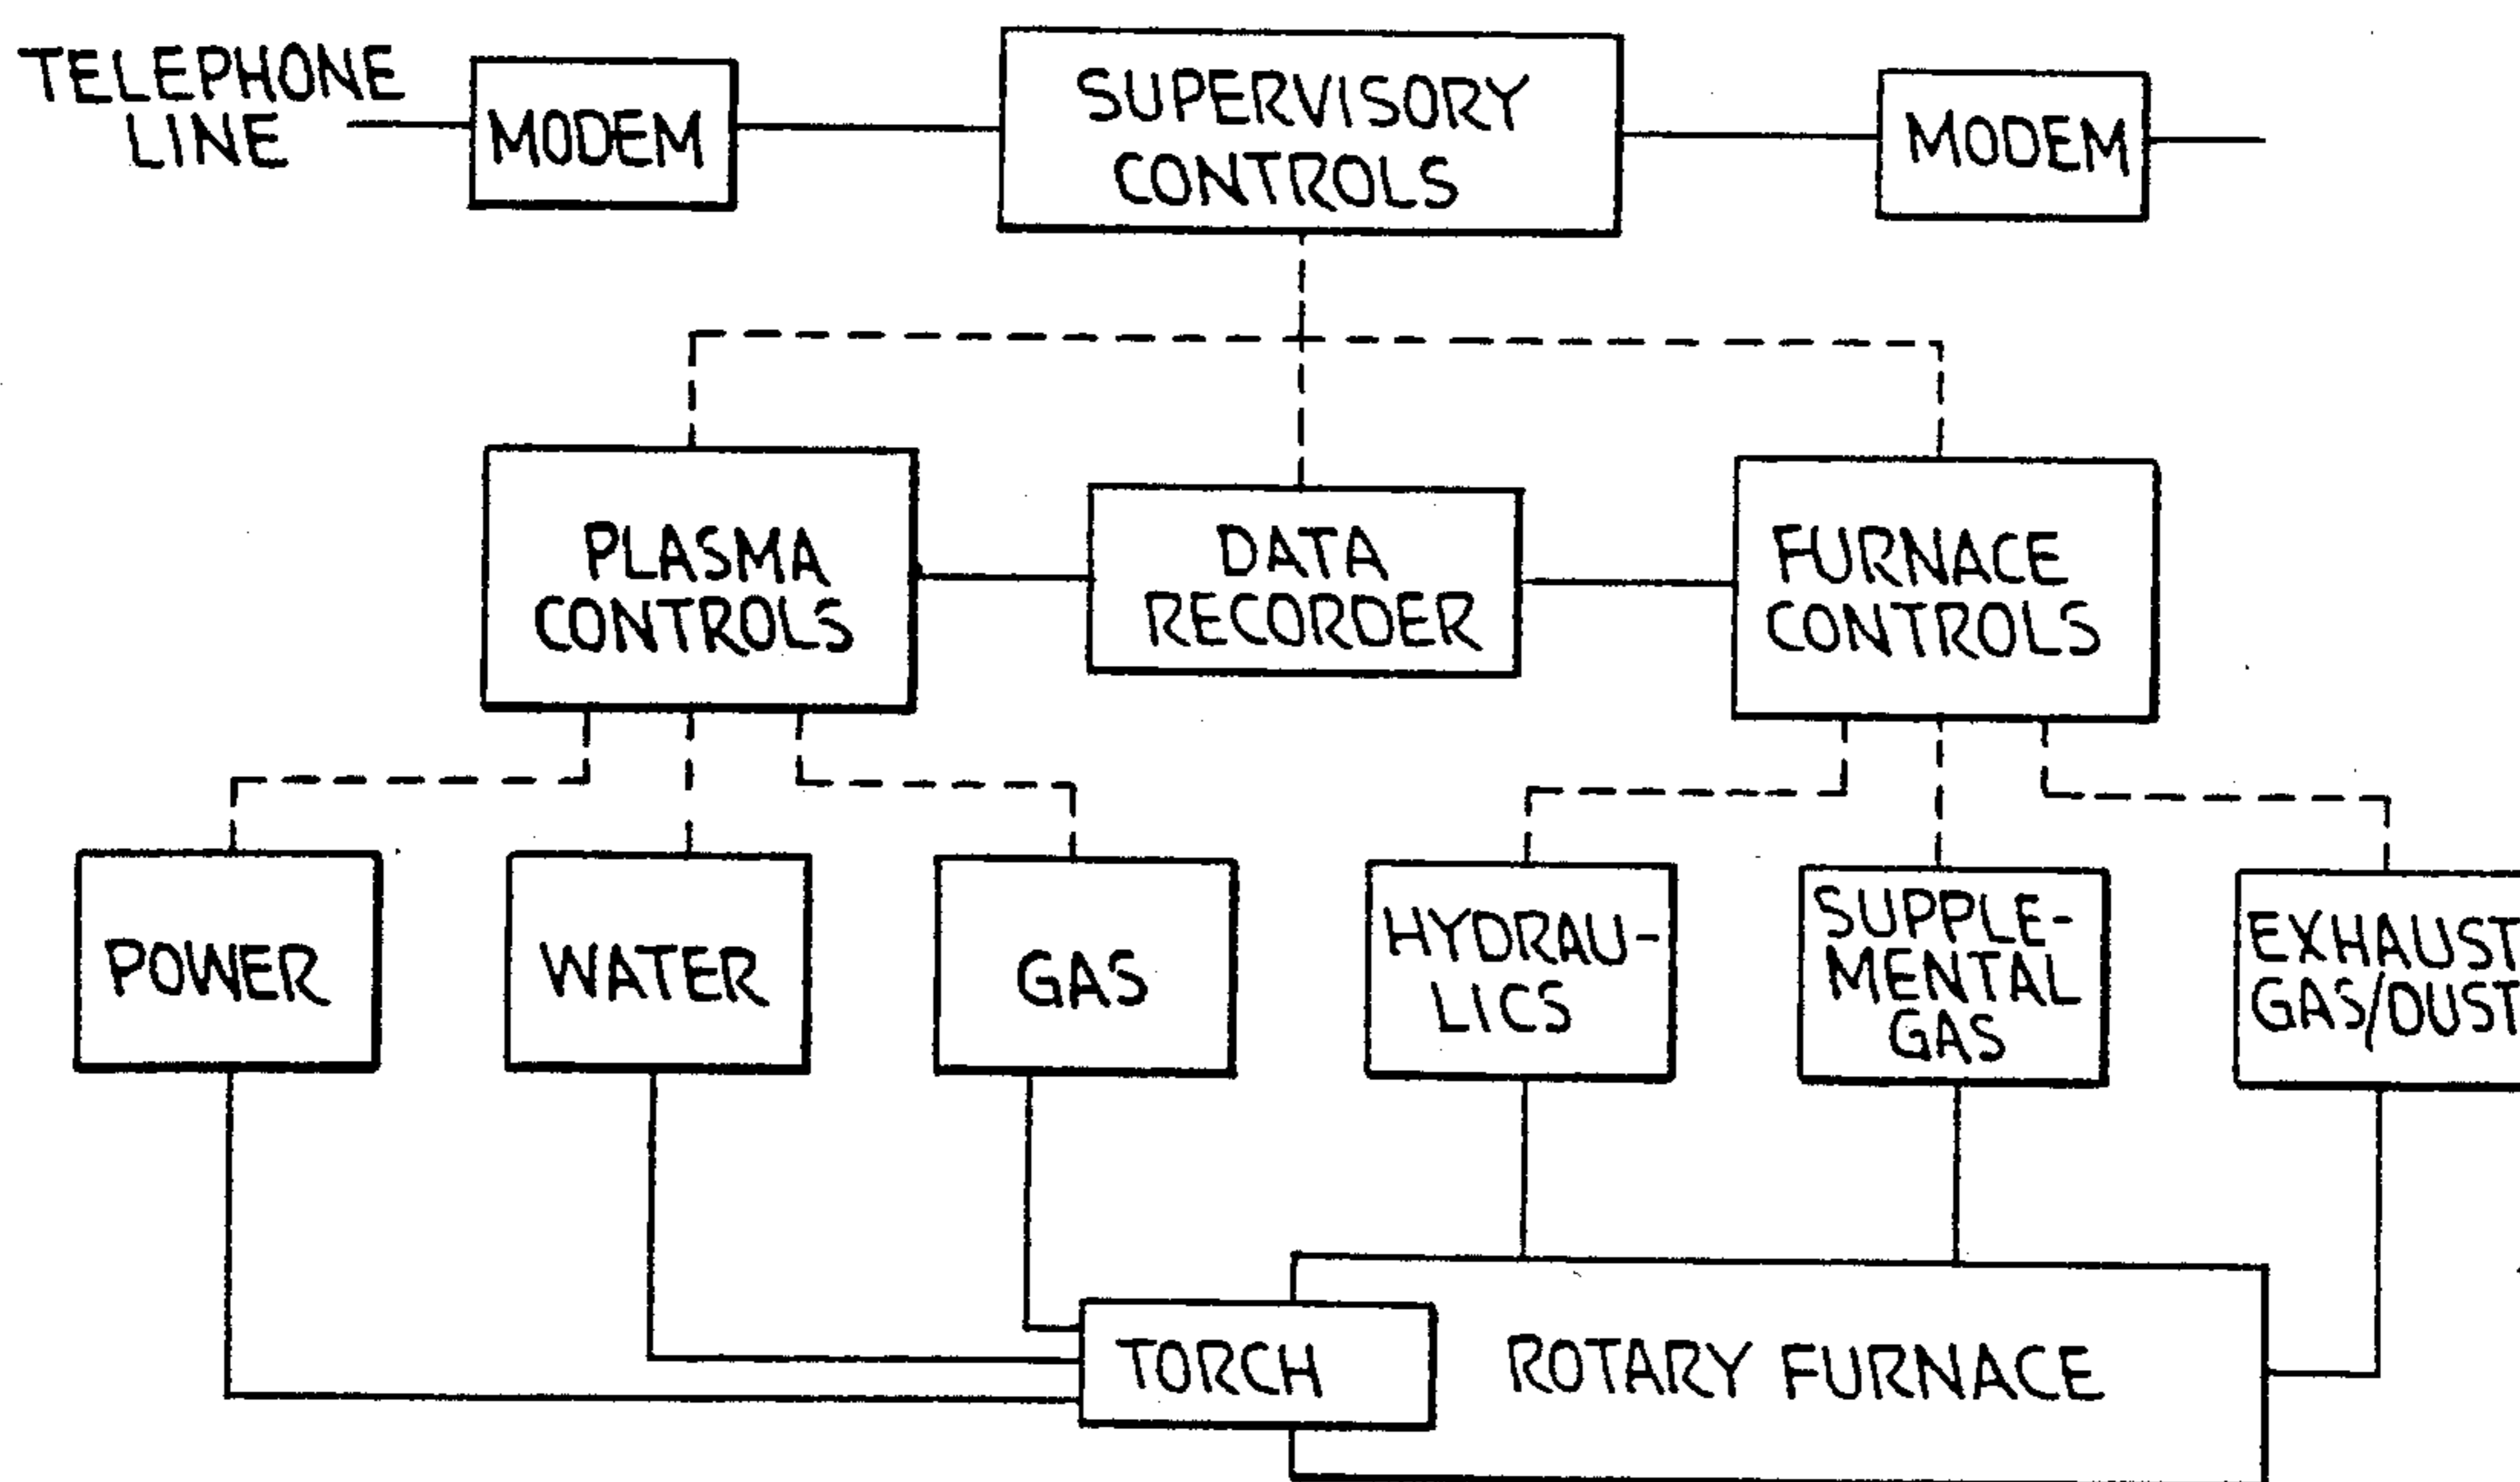 TELEPHONE
LINE
MODEM
SUPERVISORY
CONTROLS
MODEM
PLASMA
CONTROLS
DATA
RECORDER
FURNACE
CONTROLS
POWER
WATER
GAS
HYDRAU-
LICS
SUPPLE-
MENTAL
GAS
EXHAUST
GAS/DUST
TORCH
ROTARY FURNACE